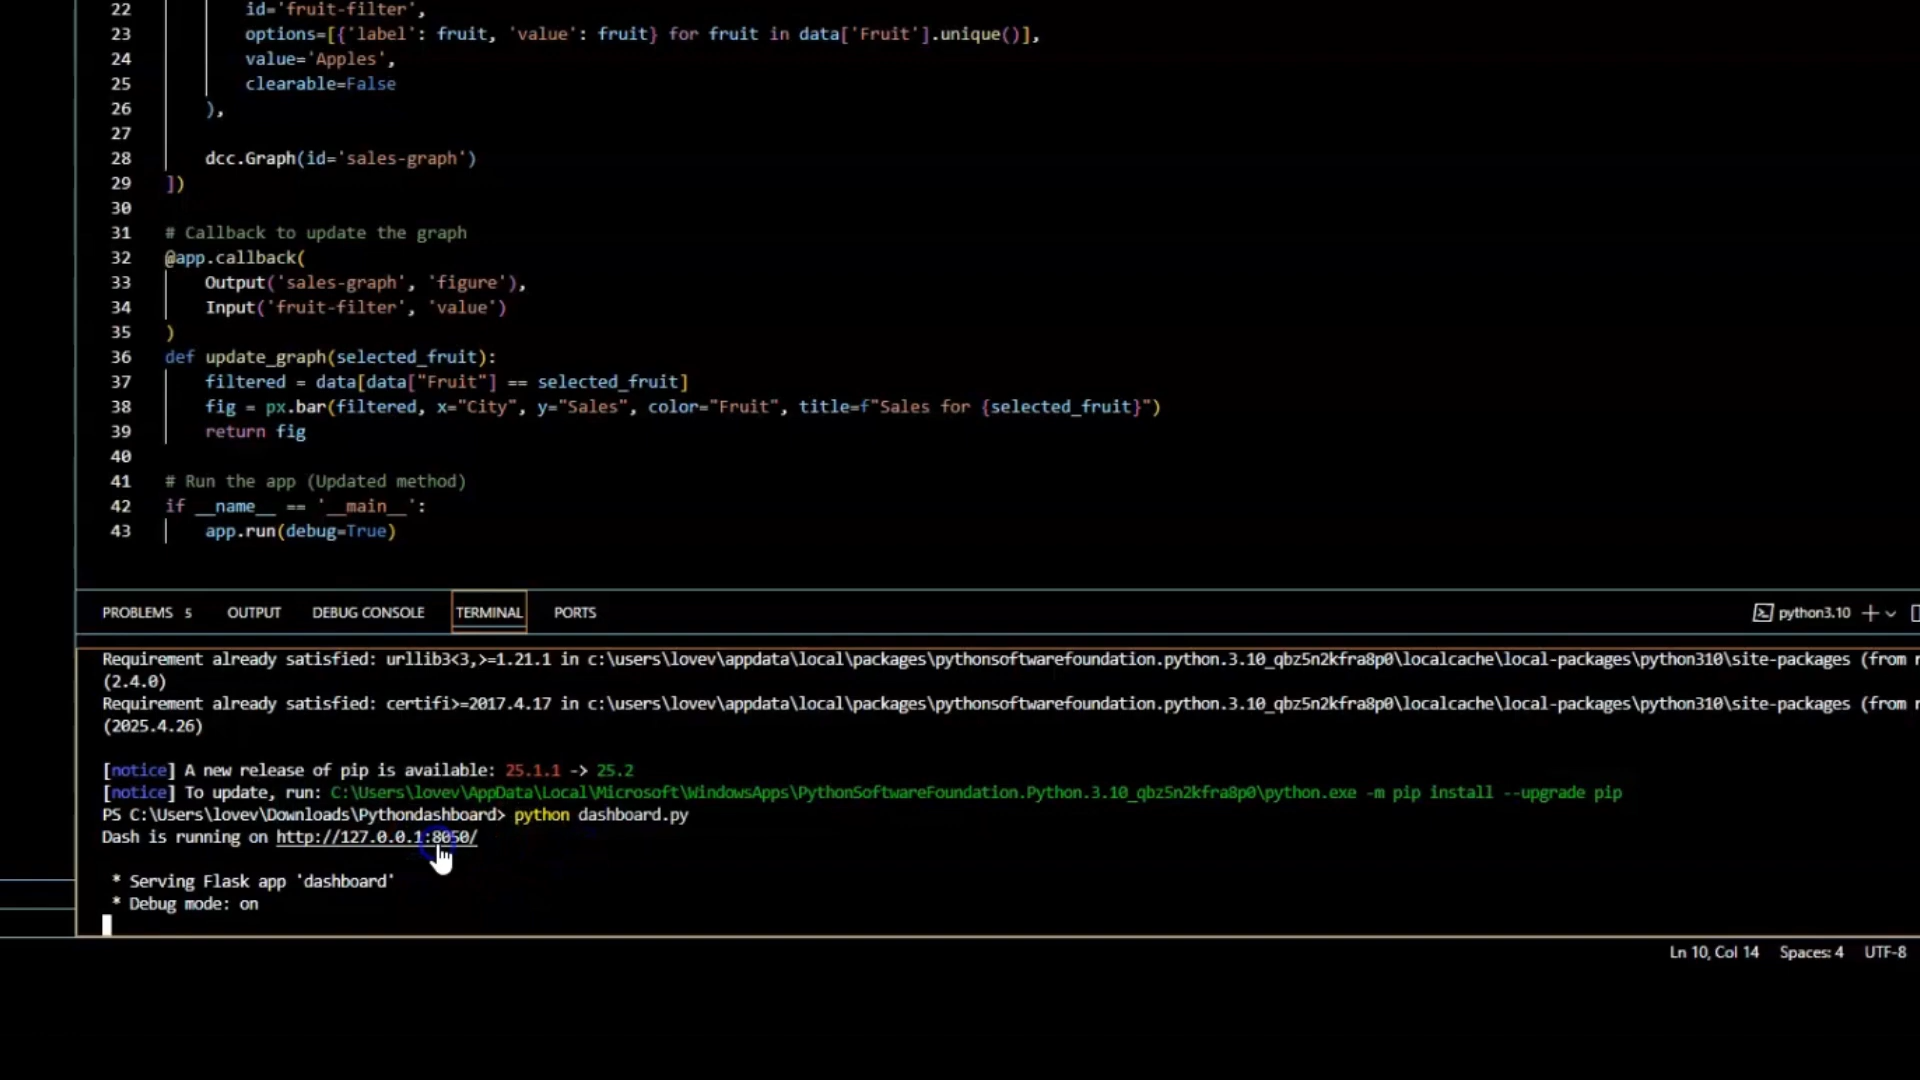 22 id='fruit-filter',
23 options=[{'label': fruit, 'value': fruit} for fruit in data['Fruit'].unique()],
24 value='Apples',
25 clearable=False
26 ),
27
28 dcc.Graph(id='sales-graph')
29 ])
30
31 # Callback to update the graph
32 @app.callback(
33 Output('sales-graph', 'figure'),
34 Input('fruit-filter', 'value')
35 )
36 def update_graph(selected_fruit):
37 filtered = data[data["Fruit"] == selected_fruit]
38 fig = px.bar(filtered, x="City", y="Sales", color="Fruit", title=f"Sales for {selected_fruit}")
39 return fig
40
41 # Run the app (Updated method)
42 if __name__ == '__main__':
43 app.run(debug=True)
PROBLEMS 5 OUTPUT DEBUG CONSOLE TERMINAL PORTS python3.10
Requirement already satisfied: urllib3<3,>=1.21.1 in c:\users\lovev\appdata\local\packages\pythonsoftwarefoundation.python.3.10_qbz5n2kfra8p0\localcache\local-packages\python310\site-packages (from
(2.4.0)
Requirement already satisfied: certifi>=2017.4.17 in c:\users\lovev\appdata\local\packages\pythonsoftwarefoundation.python.3.10_qbz5n2kfra8p0\localcache\local-packages\python310\site-packages (from
(2025.4.26)
[notice] A new release of pip is available: 25.1.1 -> 25.2
[notice] To update, run: C:\Users\lovev\AppData\Local\Microsoft\WindowsApps\PythonSoftwareFoundation.Python.3.10_qbz5n2kfra8p0\python.exe -m pip install --upgrade pip
PS C:\Users\lovev\Downloads\Pythondashboard> python dashboard.py
Dash is running on http://127.0.0.1:8050/
* Serving Flask app 'dashboard'
* Debug mode: on
Ln 10, Col 14 Spaces: 4 UTF-8